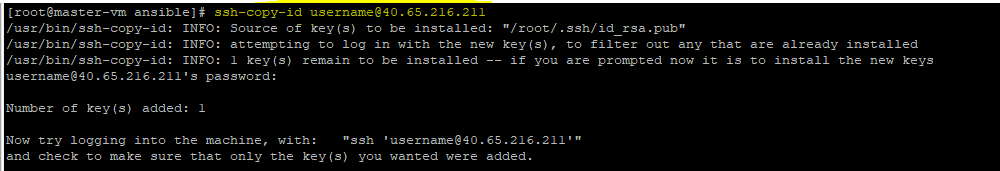 [root@master-vm ansible]# ssh-copy-id username@40.65.216.211
/usr/bin/ssh-copy-id: INFO: Source of key(s) to be installed: "/root/.ssh/id_rsa.pub"
/usr/bin/ssh-copy-id: INFO: attempting to log in with the new key(s), to filter out any that are already installed
/usr/bin/ssh-copy-id: INFO: 1 key(s) remain to be installed -- if you are prompted now it is to install the new keys
username@40.65.216.211's password:
Number of key(s) added: 1
Now try logging into the machine, with:   "ssh 'username@40.65.216.211'"
and check to make sure that only the key(s) you wanted were added.